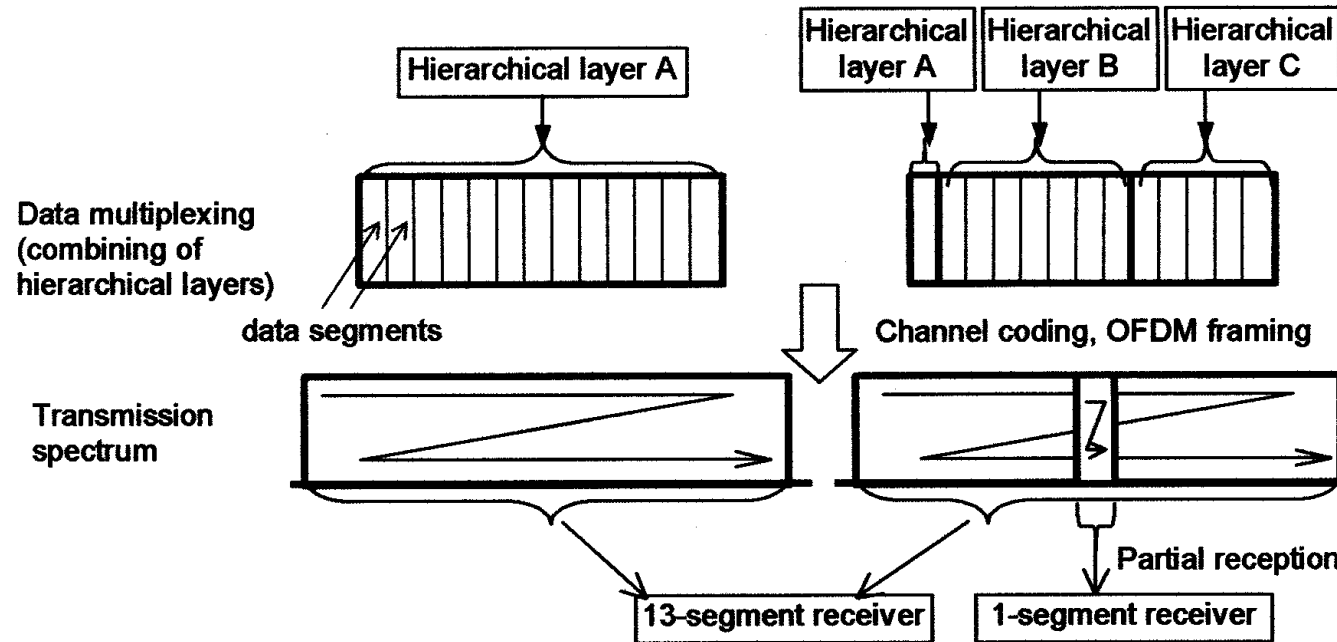 Hierarchical layer A
Hierarchical
layer A
Hierarchical
layer B
Hierarchical
layer C
Data multiplexing
(combining of
hierarchical layers)
data segments
Channel coding, OFDM framing
Transmission
spectrum
Partial reception
13-segment receiver
1-segment receiver